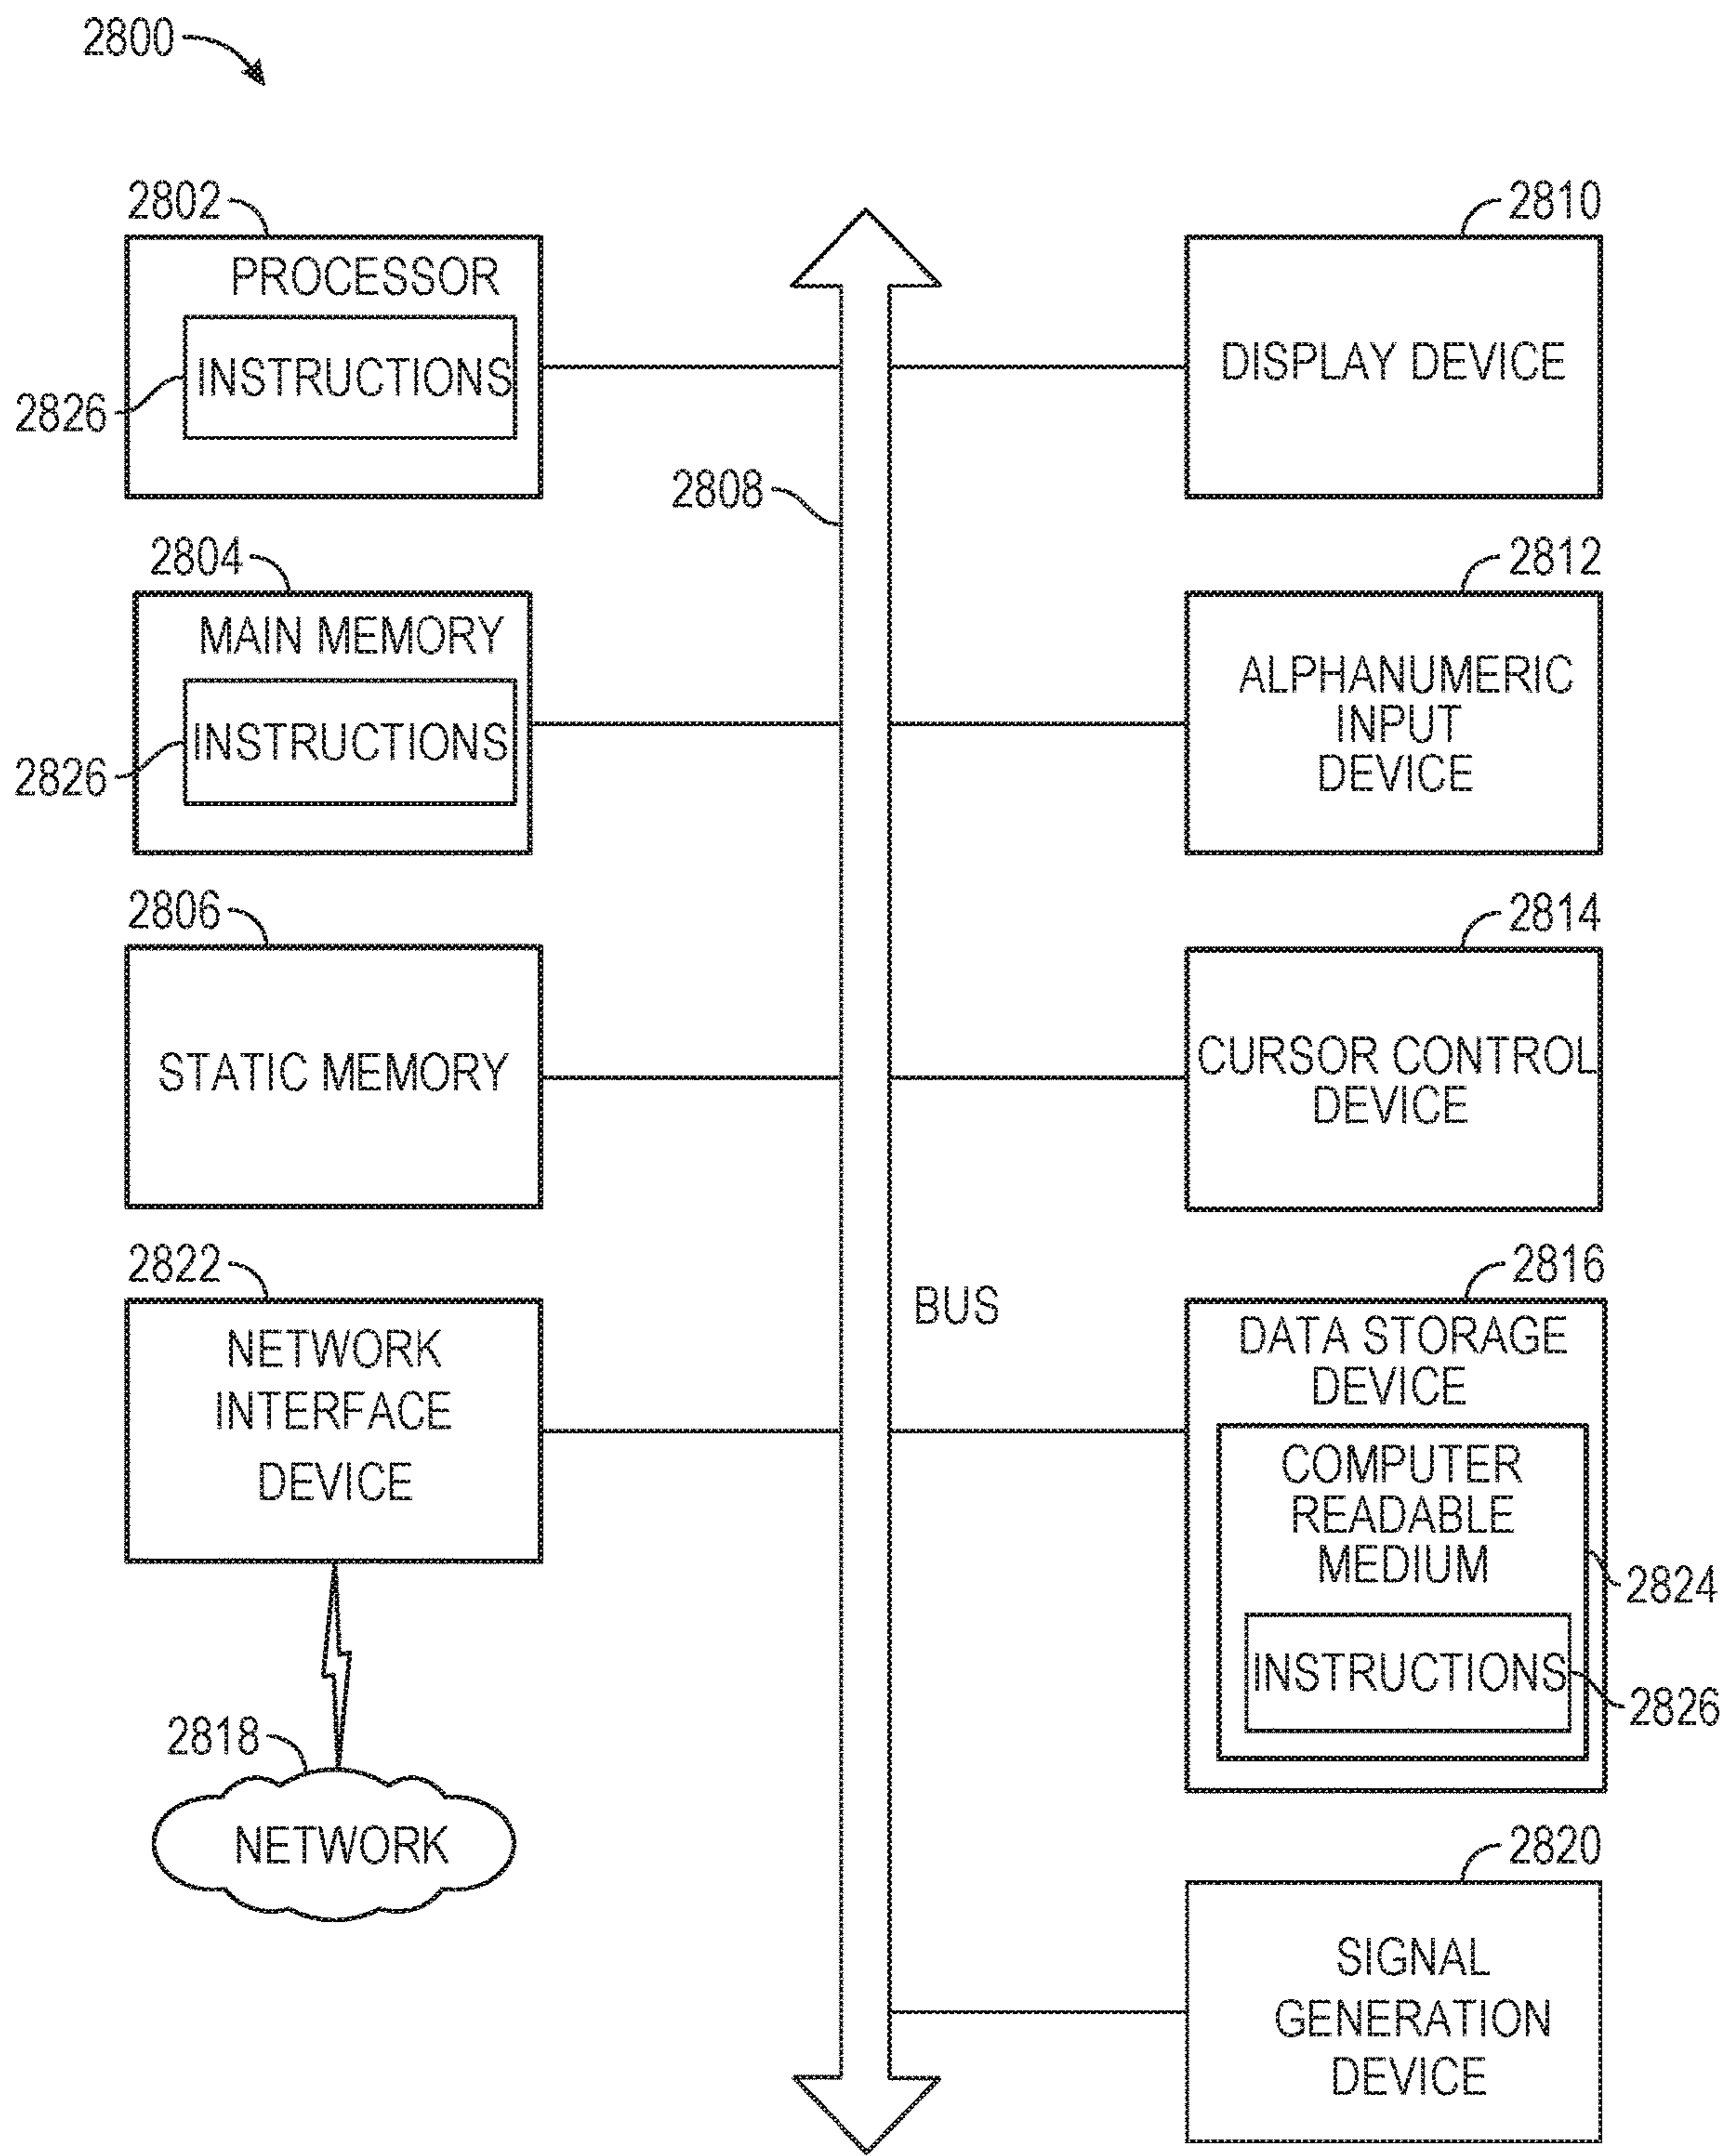 2800
2802
PROCESSOR
INSTRUCTIONS
2826
2804
MAIN MEMORY
INSTRUCTIONS
2826
2806
STATIC MEMORY
2822
NETWORK
INTERFACE
DEVICE
2818
NETWORK
2808
BUS
2810
DISPLAY DEVICE
2812
ALPHANUMERIC
INPUT
DEVICE
2814
CURSOR CONTROL
DEVICE
2816
DATA STORAGE
DEVICE
COMPUTER
READABLE
MEDIUM
2824
INSTRUCTIONS
2826
2820
SIGNAL
GENERATION
DEVICE